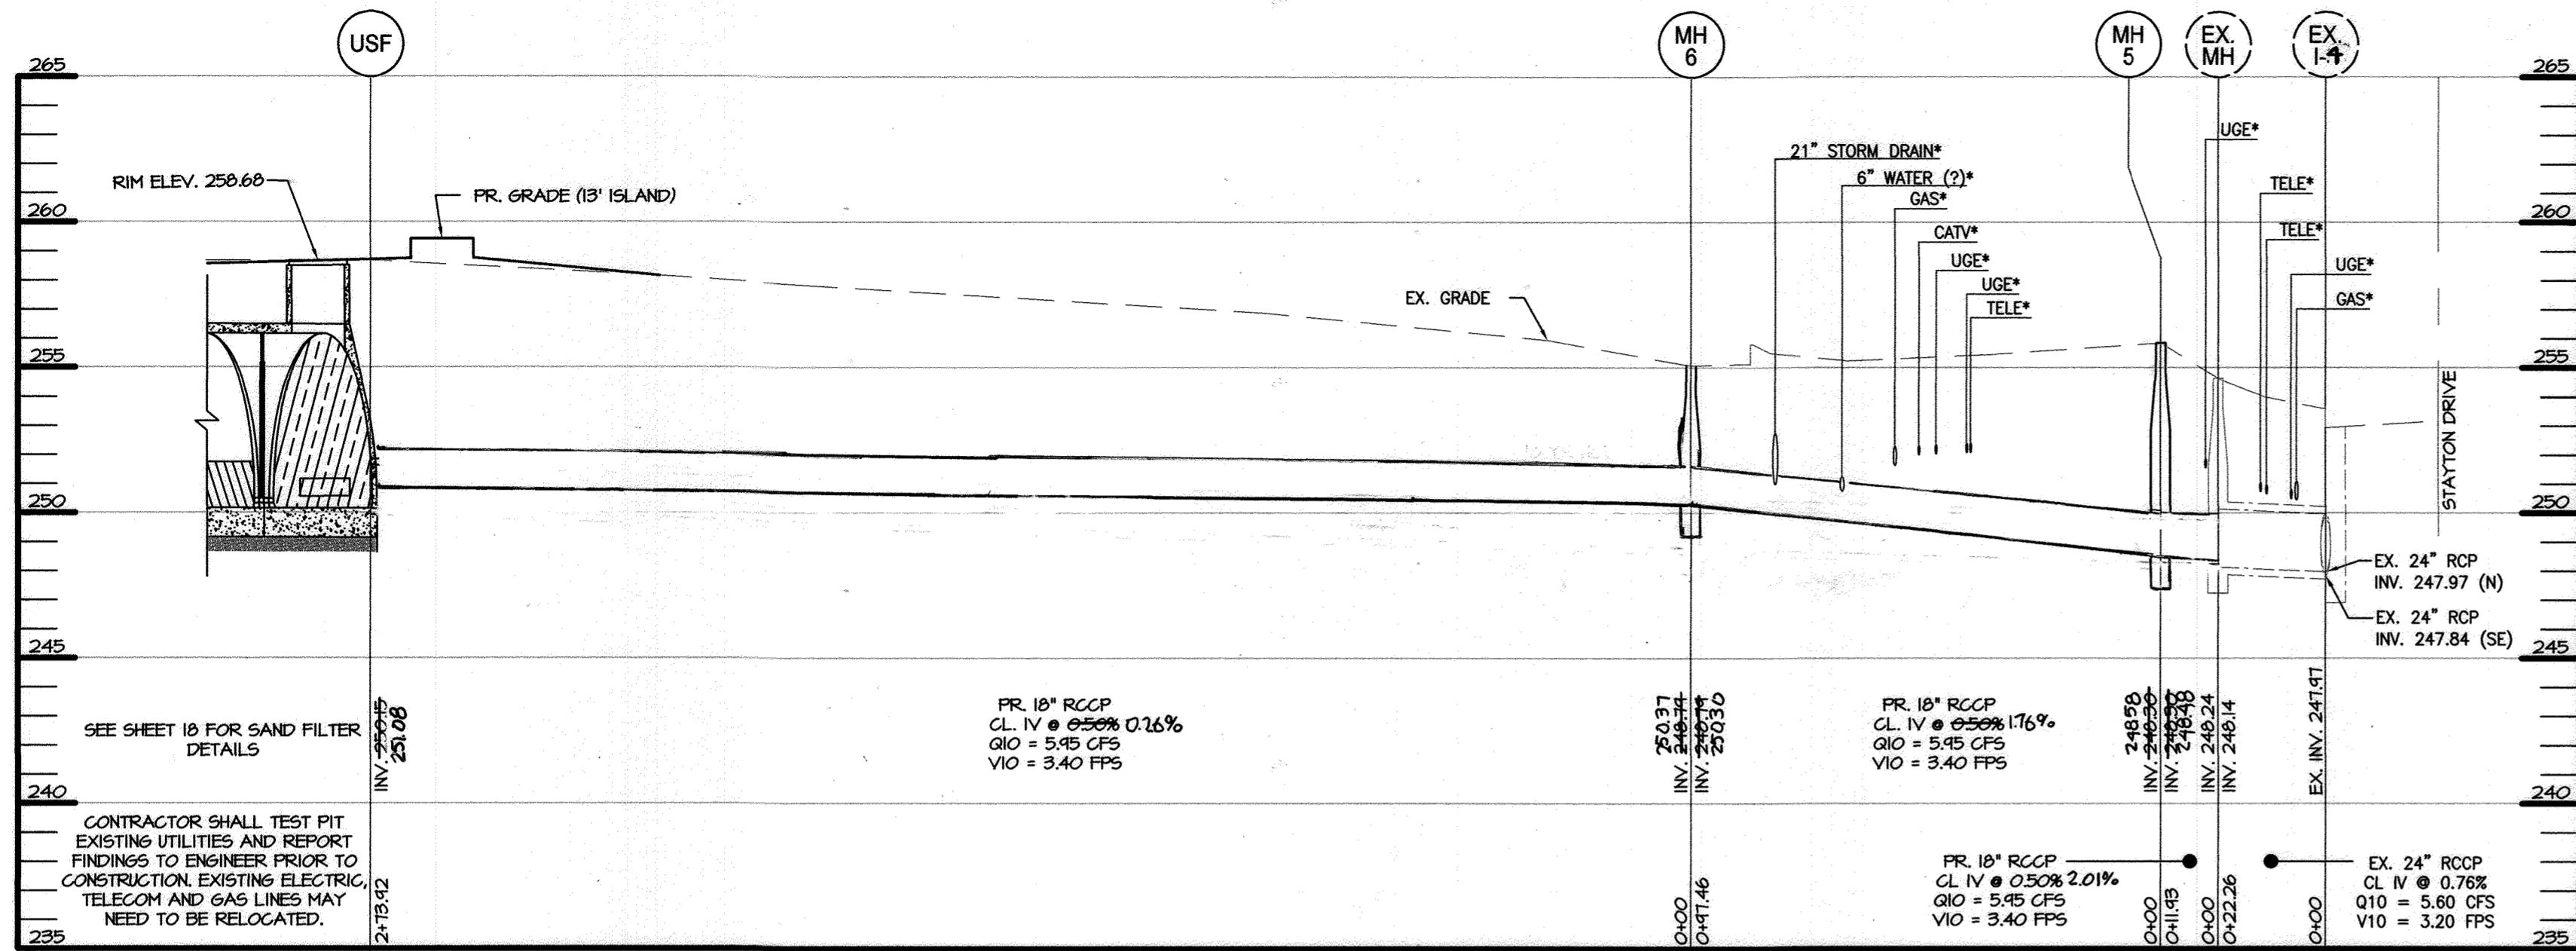 USF
MH
6
MH
5
EX.
MH
EX.
I-4
265
265
RIM ELEV. 258.68
PR. GRADE (13' ISLAND)
21" STORM DRAIN*
6" WATER (?)*
GAS*
CATV*
UGE*
UGE*
TELE*
UGE*
TELE*
TELE*
UGE*
GAS*
260
260
EX. GRADE
255
255
STAYTON DRIVE
250
250
EX. 24" RCP
INV. 247.97 (N)
EX. 24" RCP
INV. 247.84 (SE)
245
245
SEE SHEET 18 FOR SAND FILTER
DETAILS
INV. 250.15
251.08
PR. 18" RCCP
CL. IV @ 0.50% 0.26%
Q10 = 5.95 CFS
V10 = 3.40 FPS
250.37
INV. 248.79
INV. 248.79
250.30
PR. 18" RCCP
CL. IV @ 0.50% 1.76%
Q10 = 5.95 CFS
V10 = 3.40 FPS
248.58
INV. 248.30
INV. 248.30
248.48
INV. 248.24
INV. 248.14
EX. INV. 247.97
240
240
CONTRACTOR SHALL TEST PIT
EXISTING UTILITIES AND REPORT
FINDINGS TO ENGINEER PRIOR TO
CONSTRUCTION. EXISTING ELECTRIC,
TELECOM AND GAS LINES MAY
NEED TO BE RELOCATED.
2+73.92
0+00
0+97.46
PR. 18" RCCP
CL IV @ 0.50% 2.01%
Q10 = 5.95 CFS
V10 = 3.40 FPS
0+00
0+11.93
0+00
0+22.26
0+00
EX. 24" RCCP
CL IV @ 0.76%
Q10 = 5.60 CFS
V10 = 3.20 FPS
235
235